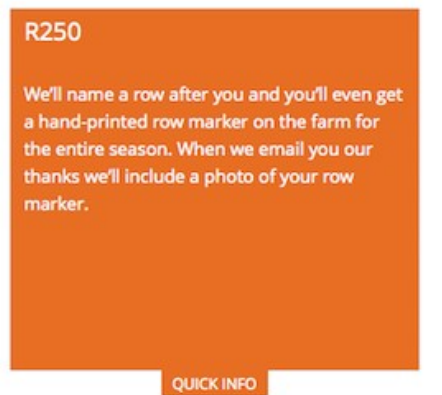 R250
We'll name a row after you and you'll even get
a hand-printed row marker on the farm for
the entire season. When we email you our
thanks we'll include a photo of your row
marker.
QUICK INFO